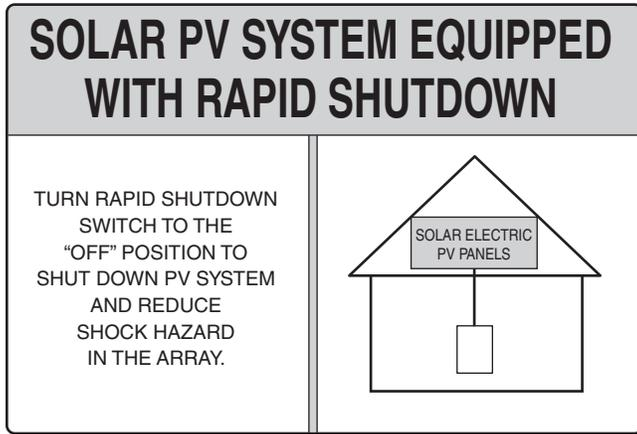 SOLAR PV SYSTEM EQUIPPED
WITH RAPID SHUTDOWN
TURN RAPID SHUTDOWN
SWITCH TO THE
“OFF” POSITION TO
SHUT DOWN PV SYSTEM
AND REDUCE
SHOCK HAZARD
IN THE ARRAY.
SOLAR ELECTRIC
PV PANELS